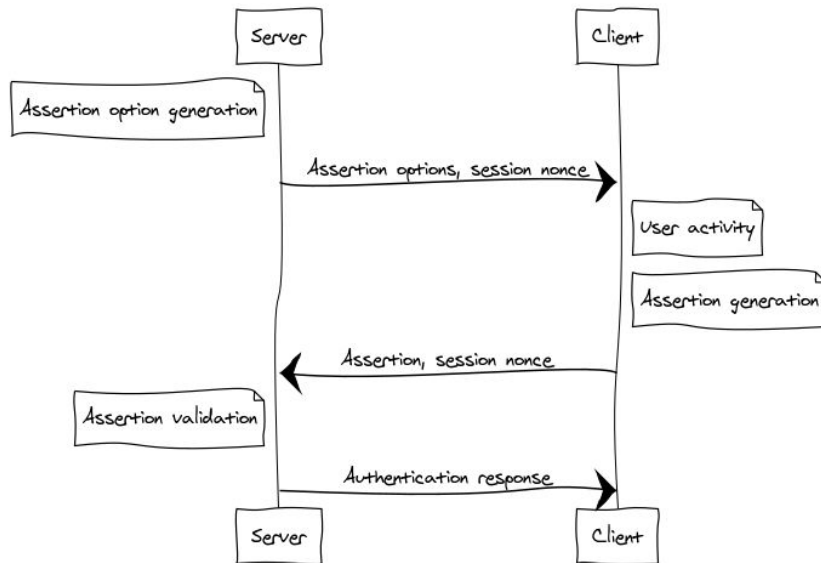 Server
Client
Assertion option generation
Assertion options, session nonce
User activity
Assertion generation
Assertion, session nonce
Assertion validation
Authentication response
Server
Client